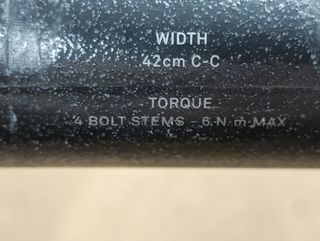 WIDTH
42cm C-C
TORQUE
4 BOLT STEMS - 6 N·m MAX